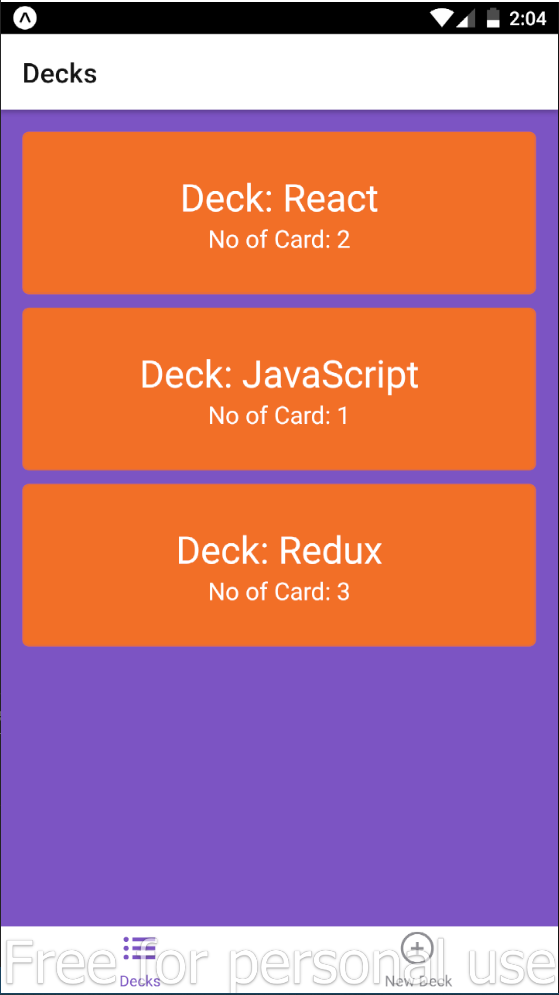 2:04
Decks
Deck: React
No of Card: 2
Deck: JavaScript
No of Card: 1
Deck: Redux
No of Card: 3
Free for personal use
Decks
New Deck